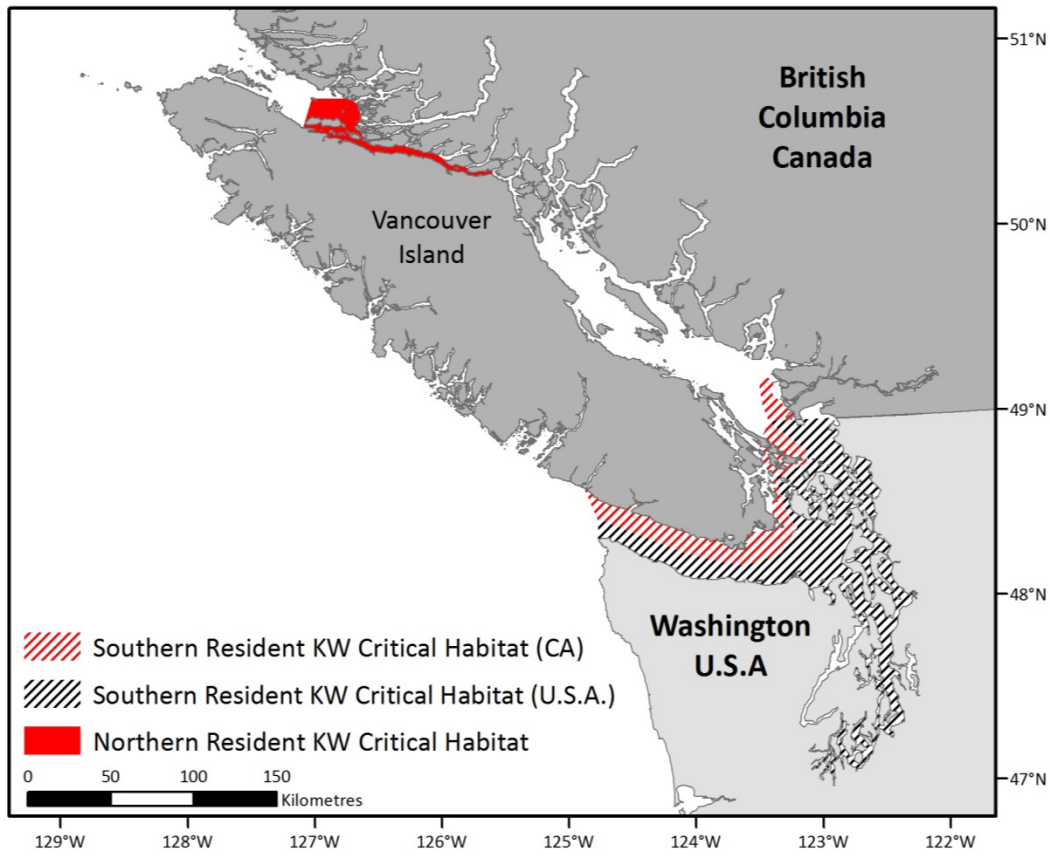 British
Columbia
Canada
Vancouver
Island
Washington
U.S.A
Southern Resident KW Critical Habitat (CA)
Southern Resident KW Critical Habitat (U.S.A.)
Northern Resident KW Critical Habitat
0 50 100 150
Kilometres
51°N
50°N
49°N
48°N
47°N
129°W 128°W 127°W 126°W 125°W 124°W 123°W 122°W